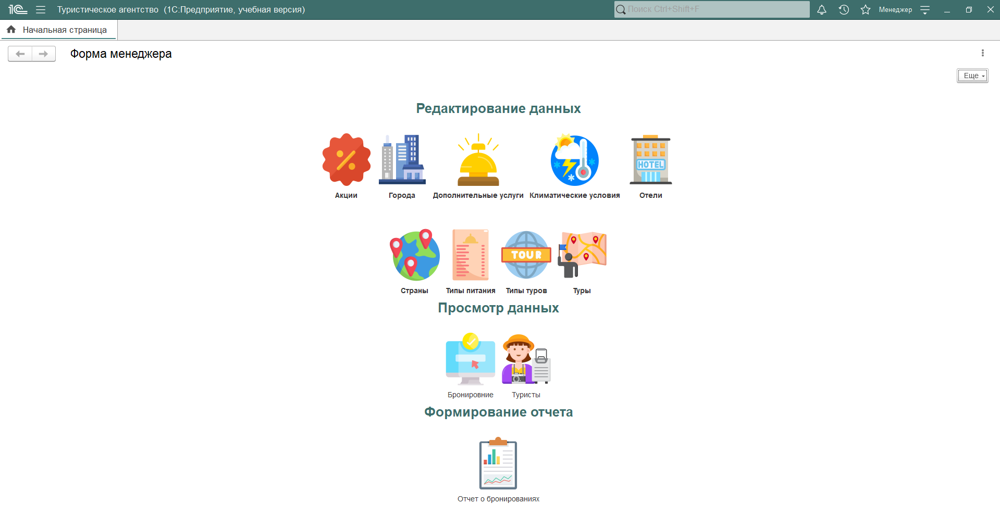 1С Туристическое агентство (1С:Предприятие, учебная версия) Поиск Ctrl+Shift+F Менеджер
Начальная страница
Форма менеджера
Еще
Редактирование данных
HOTEL
Акции Города Дополнительные услуги Климатические условия Отели
TOUR
Страны Типы питания Типы туров Туры
Просмотр данных
Бронировние Туристы
Формирование отчета
Отчет о бронированиях